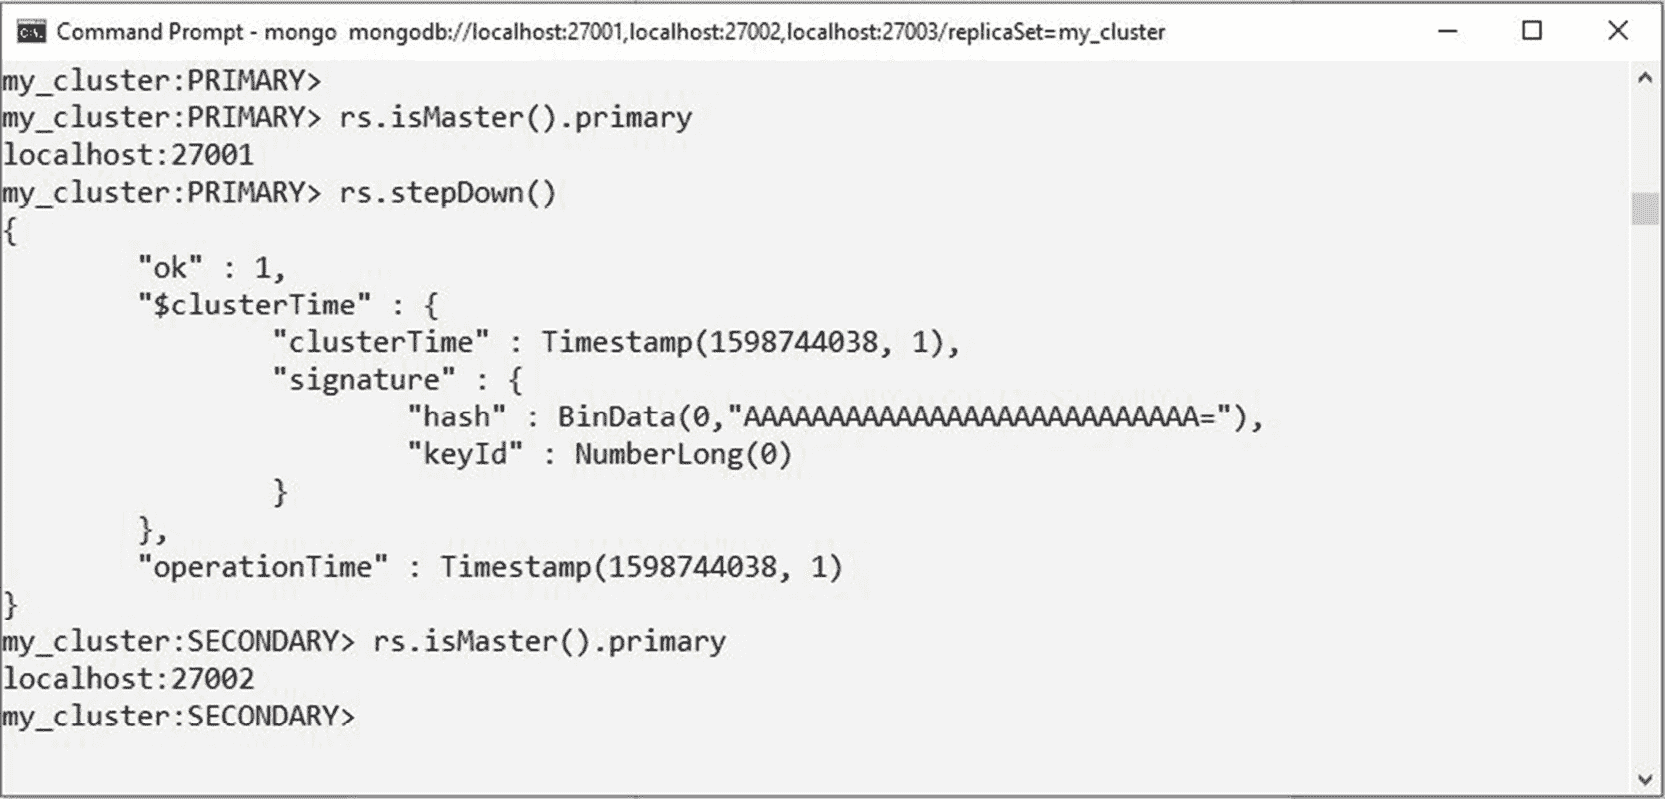 Command Prompt - mongo  mongodb://localhost:27001,localhost:27002,localhost:27003/replicaSet=my_cluster
my_cluster:PRIMARY>
my_cluster:PRIMARY> rs.isMaster().primary
localhost:27001
my_cluster:PRIMARY> rs.stepDown()
{
        "ok" : 1,
        "$clusterTime" : {
                "clusterTime" : Timestamp(1598744038, 1),
                "signature" : {
                        "hash" : BinData(0,"AAAAAAAAAAAAAAAAAAAAAAAAAAA="),
                        "keyId" : NumberLong(0)
                }
        },
        "operationTime" : Timestamp(1598744038, 1)
}
my_cluster:SECONDARY> rs.isMaster().primary
localhost:27002
my_cluster:SECONDARY>